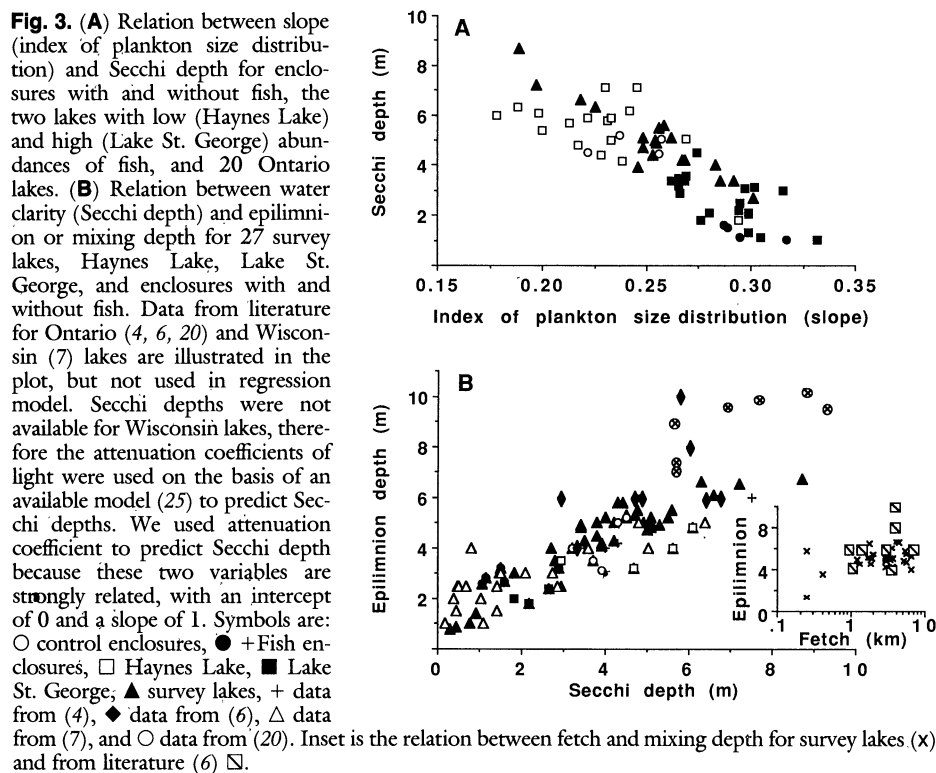 Fig. 3. (A) Relation between slope
(index of plankton size distribu-
tion) and Secchi depth for enclo-
sures with and without fish, the
two lakes with low (Haynes Lake)
and high (Lake St. George) abun-
dances of fish, and 20 Ontario
lakes. (B) Relation between water
clarity (Secchi depth) and epilimni-
on or mixing depth for 27 survey
lakes, Haynes Lake, Lake St.
George, and enclosures with and
without fish. Data from literature
for Ontario (4, 6, 20) and Wiscon-
sin (7) lakes are illustrated in the
plot, but not used in regression
model. Secchi depths were not
available for Wisconsin lakes, there-
fore the attenuation coefficients of
light were used on the basis of an
available model (25) to predict Sec-
chi depths. We used attenuation
coefficient to predict Secchi depth
because these two variables are
strongly related, with an intercept
of 0 and a slope of 1. Symbols are:
○ control enclosures, ● +Fish en-
closures, □ Haynes Lake, ■ Lake
St. George, ▲ survey lakes, + data
from (4), ◆ data from (6), △ data
from (7), and ○ data from (20). Inset is the relation between fetch and mixing depth for survey lakes (x)
and from literature (6) ⧅.
A
Secchi depth (m)
10
8
6
4
2
0.15 0.20 0.25 0.30 0.35
Index of plankton size distribution (slope)
B
Epilimnion depth (m)
10
8
6
4
2
0
0 2 4 6 8 10
Secchi depth (m)
Epilimnion
8
4
0
.1 1 10
Fetch (km)